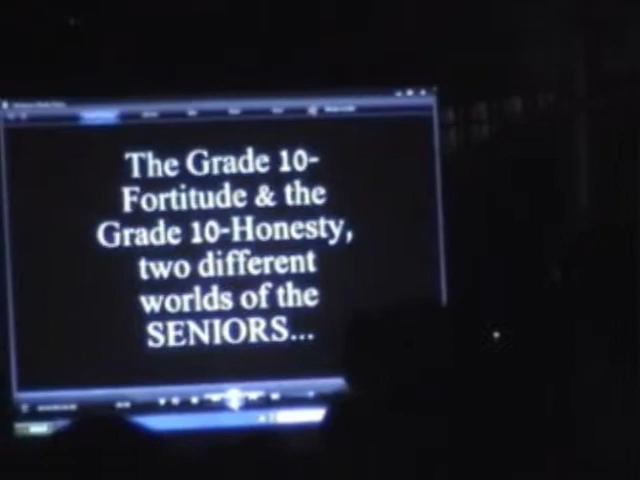 The Grade 10-
Fortitude & the
Grade 10-Honesty,
two different
worlds of the
SENIORS...